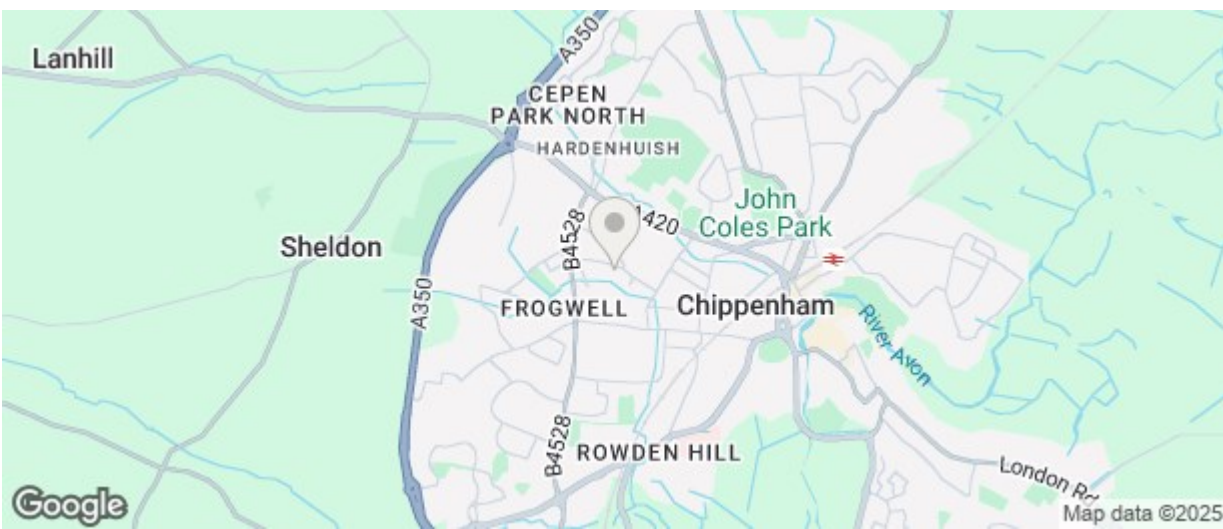 A350
Lanhill
CEPEN
PARK NORTH
HARDENHUISH
John
Coles Park
A420
B4528
Sheldon
A350
FROGWELL
Chippenham
River Avon
B4528
ROWDEN HILL
London Rd
Google
Map data ©2025